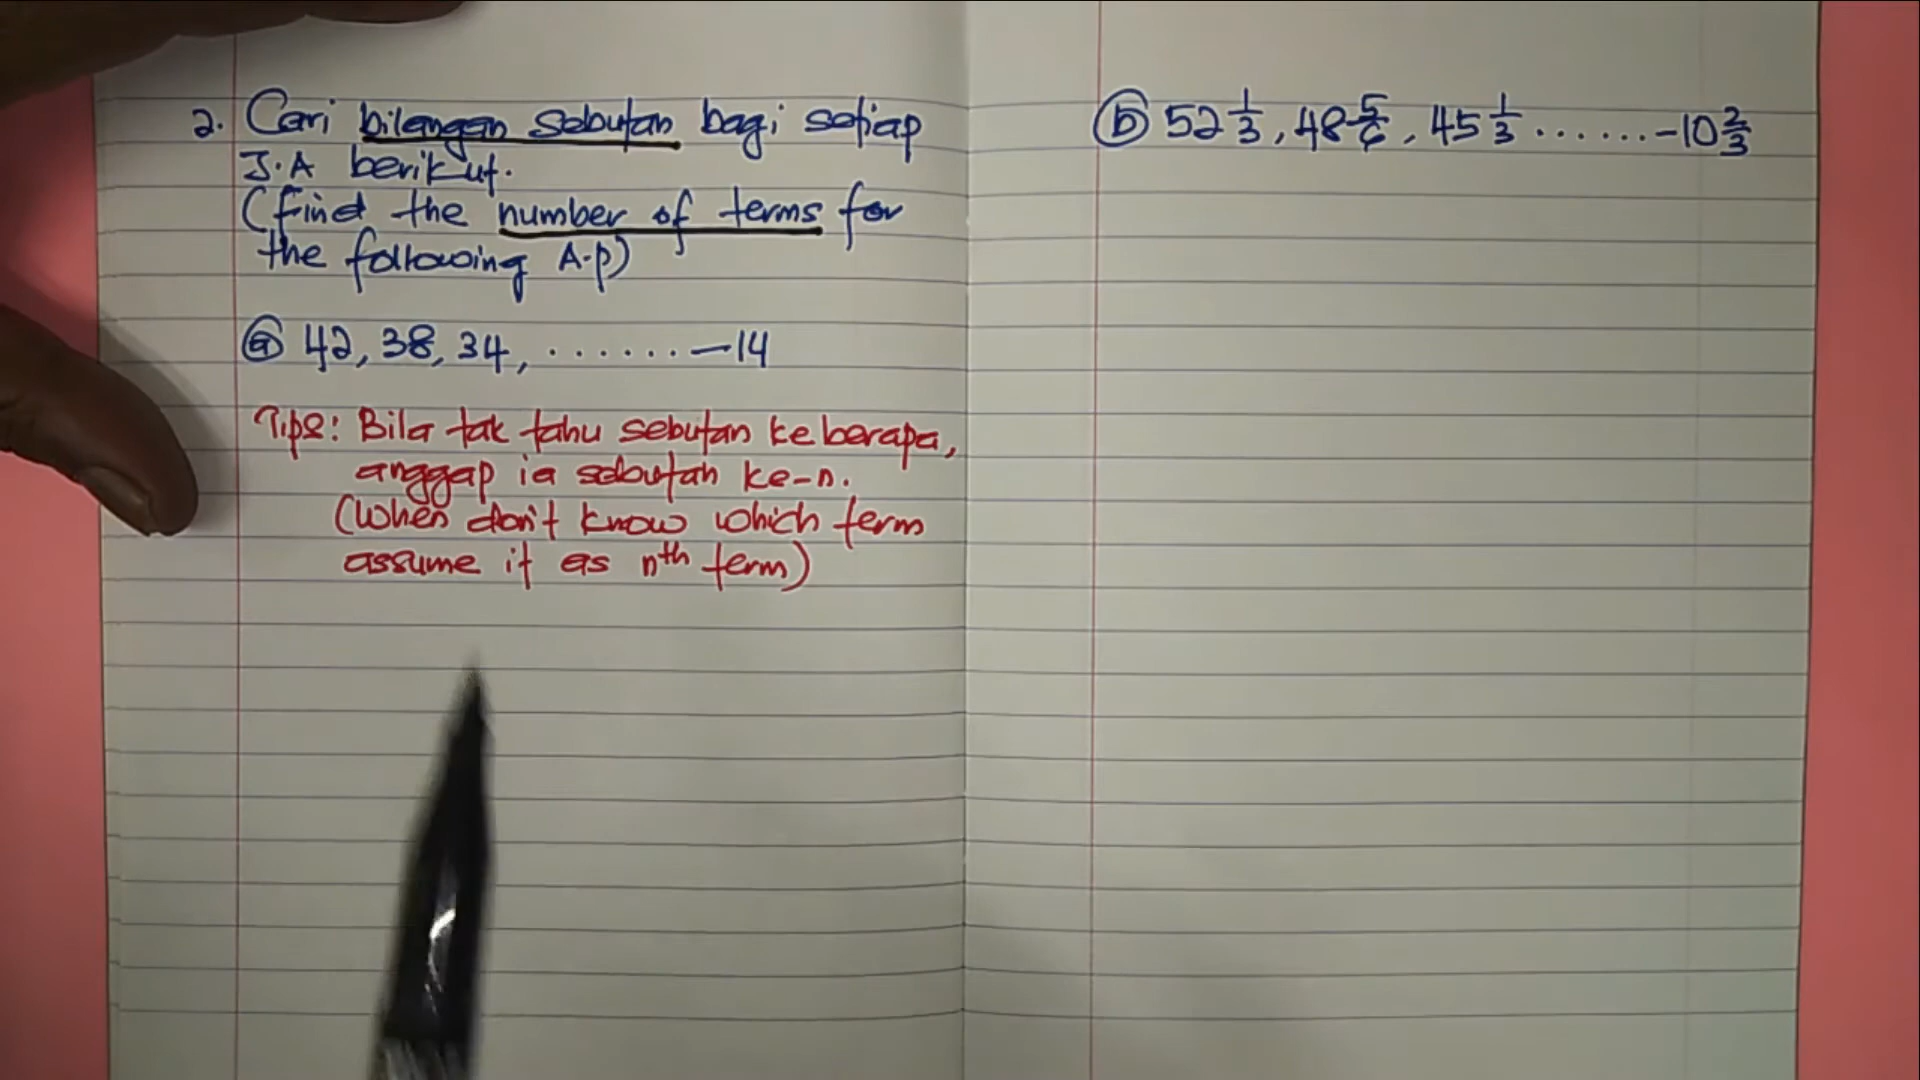 2. Cari bilangan sebutan bagi setiap
J.A berikut.
(Find the number of terms for
the following A.P)
ⓐ 42, 38, 34, ....... -14
Tips: Bila tak tahu sebutan ke berapa,
anggap ia sebutan ke-n.
(When don't know which term
assume it as nth term)
ⓑ 52 1/3, 48 5/6, 45 1/3 ...... -10 2/3